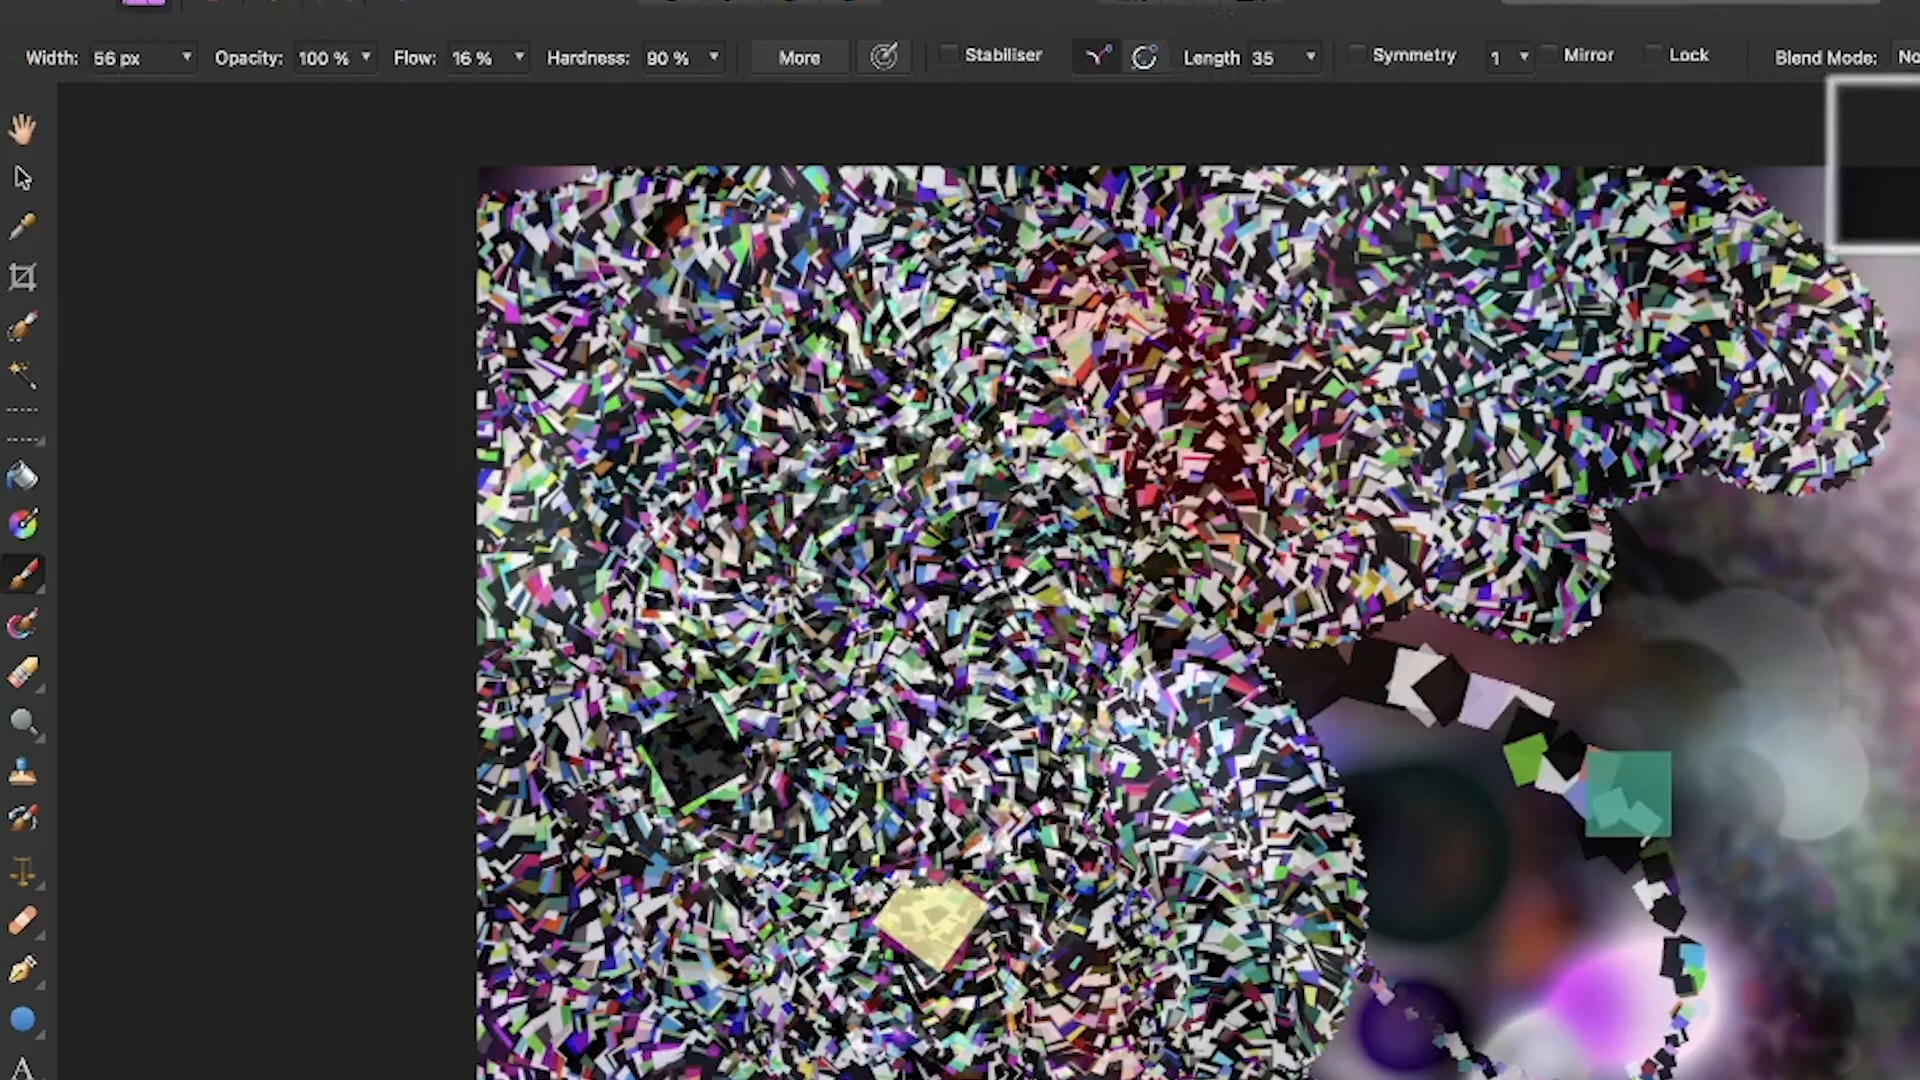 Width: 56 px Opacity: 100 % Flow: 16 % Hardness: 90 % More Stabiliser Length 35 Symmetry 1 Mirror Lock Blend Mode: No